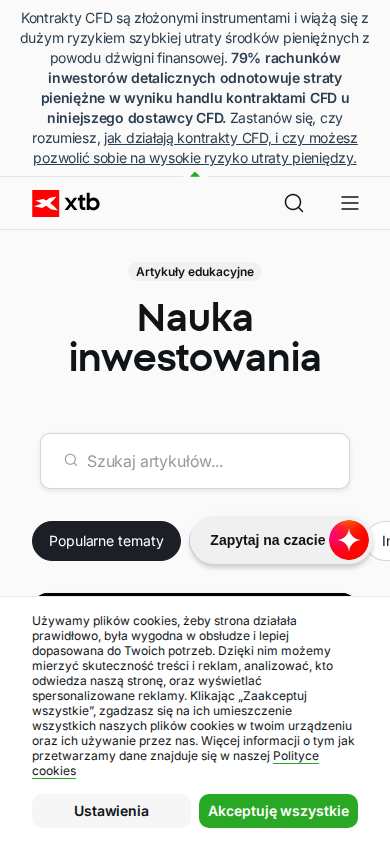 Kontrakty CFD są złożonymi instrumentami i wiążą się z
dużym ryzykiem szybkiej utraty środków pieniężnych z
powodu dźwigni finansowej. 79% rachunków
inwestorów detalicznych odnotowuje straty
pieniężne w wyniku handlu kontraktami CFD u
niniejszego dostawcy CFD. Zastanów się, czy
rozumiesz, jak działają kontrakty CFD, i czy możesz
pozwolić sobie na wysokie ryzyko utraty pieniędzy.
xtb
Artykuły edukacyjne
Nauka
inwestowania
Szukaj artykułów...
Popularne tematy
Zapytaj na czacie
Używamy plików cookies, żeby strona działała
prawidłowo, była wygodna w obsłudze i lepiej
dopasowana do Twoich potrzeb. Dzięki nim możemy
mierzyć skuteczność treści i reklam, analizować, kto
odwiedza naszą stronę, oraz wyświetlać
spersonalizowane reklamy. Klikając „Zaakceptuj
wszystkie”, zgadzasz się na ich umieszczenie
wszystkich naszych plików cookies w twoim urządzeniu
oraz ich używanie przez nas. Więcej informacji o tym jak
przetwarzamy dane znajduje się w naszej Polityce
cookies
Ustawienia
Akceptuję wszystkie